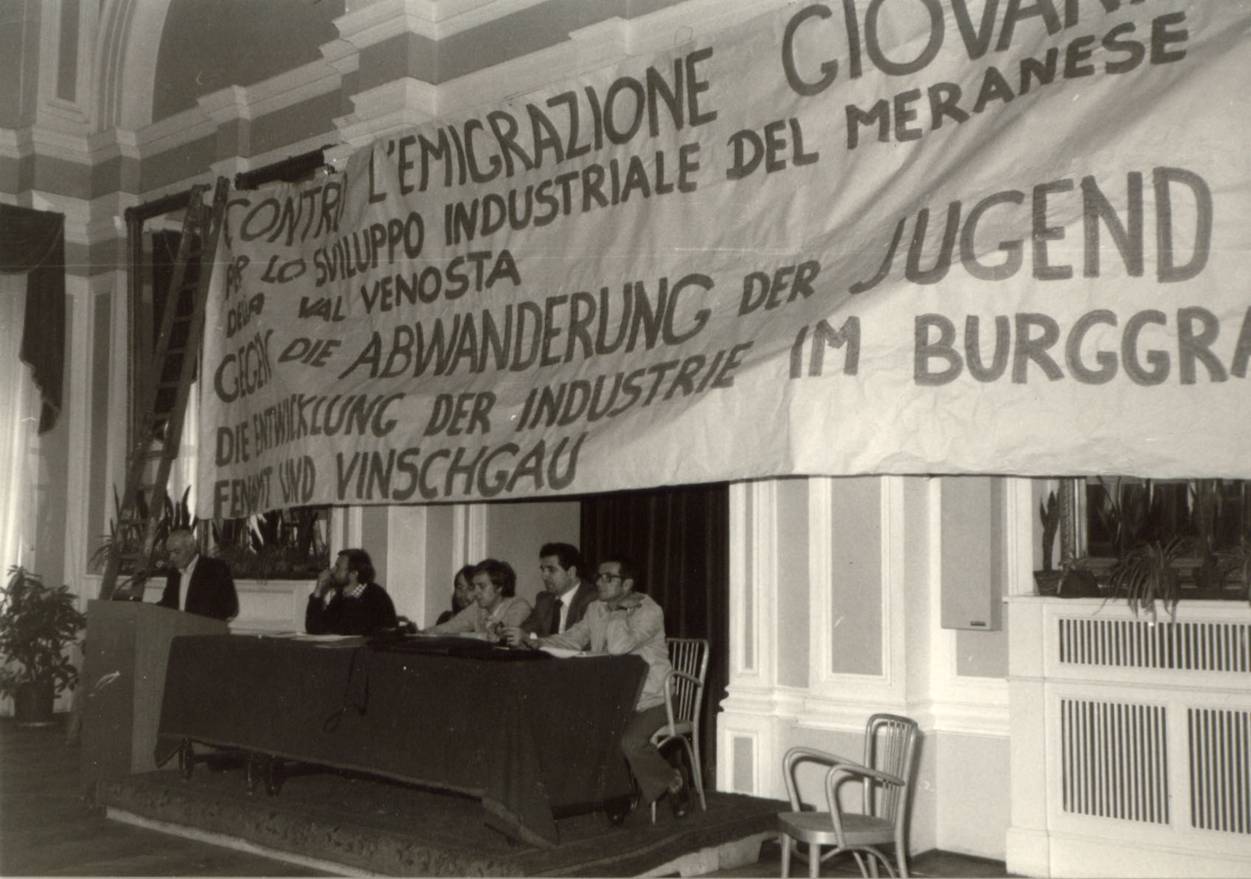 CONTRO L'EMIGRAZIONE GIOVAN
PER LO SVILUPPO INDUSTRIALE DEL MERANESE
DELLA VAL VENOSTA
GEGEN DIE ABWANDERUNG DER JUGEND
DIE ENTWICKLUNG DER INDUSTRIE IM BURGGRA
FENAMT UND VINSCHGAU